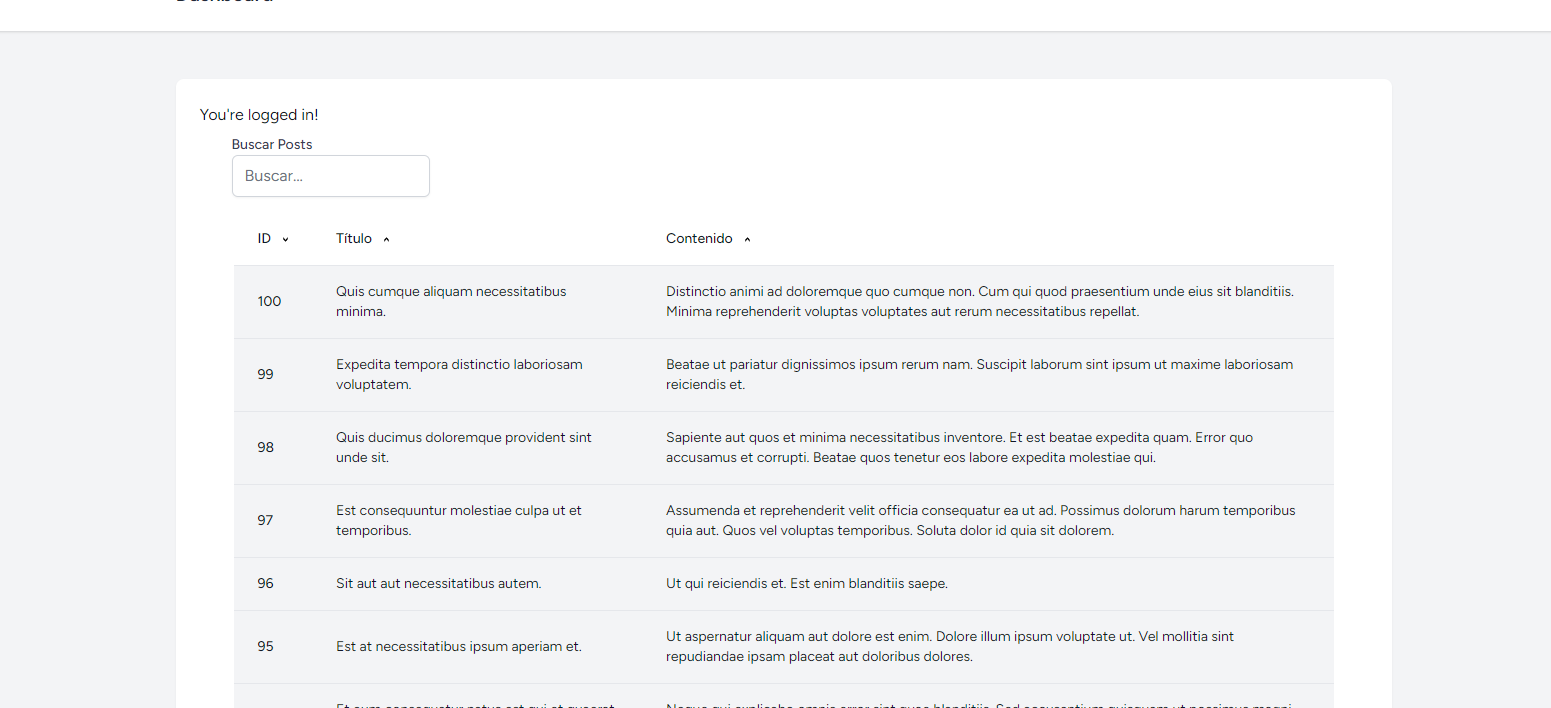 You're logged in!
Buscar Posts
Buscar...
ID Título Contenido
100 Quis cumque aliquam necessitatibus minima. Distinctio animi ad doloremque quo cumque non. Cum qui quod praesentium unde eius sit blanditiis.
Minima reprehenderit voluptas voluptates aut rerum necessitatibus repellat.
99 Expedita tempora distinctio laboriosam voluptatem. Beatae ut pariatur dignissimos ipsum rerum nam. Suscipit laborum sint ipsum ut maxime laboriosam
reiciendis et.
98 Quis ducimus doloremque provident sint unde sit. Sapiente aut quos et minima necessitatibus inventore. Et est beatae expedita quam. Error quo
accusamus et corrupti. Beatae quos tenetur eos labore expedita molestiae qui.
97 Est consequuntur molestiae culpa ut et temporibus. Assumenda et reprehenderit velit officia consequatur ea ut ad. Possimus dolorum harum temporibus
quia aut. Quos vel voluptas temporibus. Soluta dolor id quia sit dolorem.
96 Sit aut aut necessitatibus autem. Ut qui reiciendis et. Est enim blanditiis saepe.
95 Est at necessitatibus ipsum aperiam et. Ut aspernatur aliquam aut dolore est enim. Dolore illum ipsum voluptate ut. Vel mollitia sint
repudiandae ipsam placeat aut doloribus dolores.